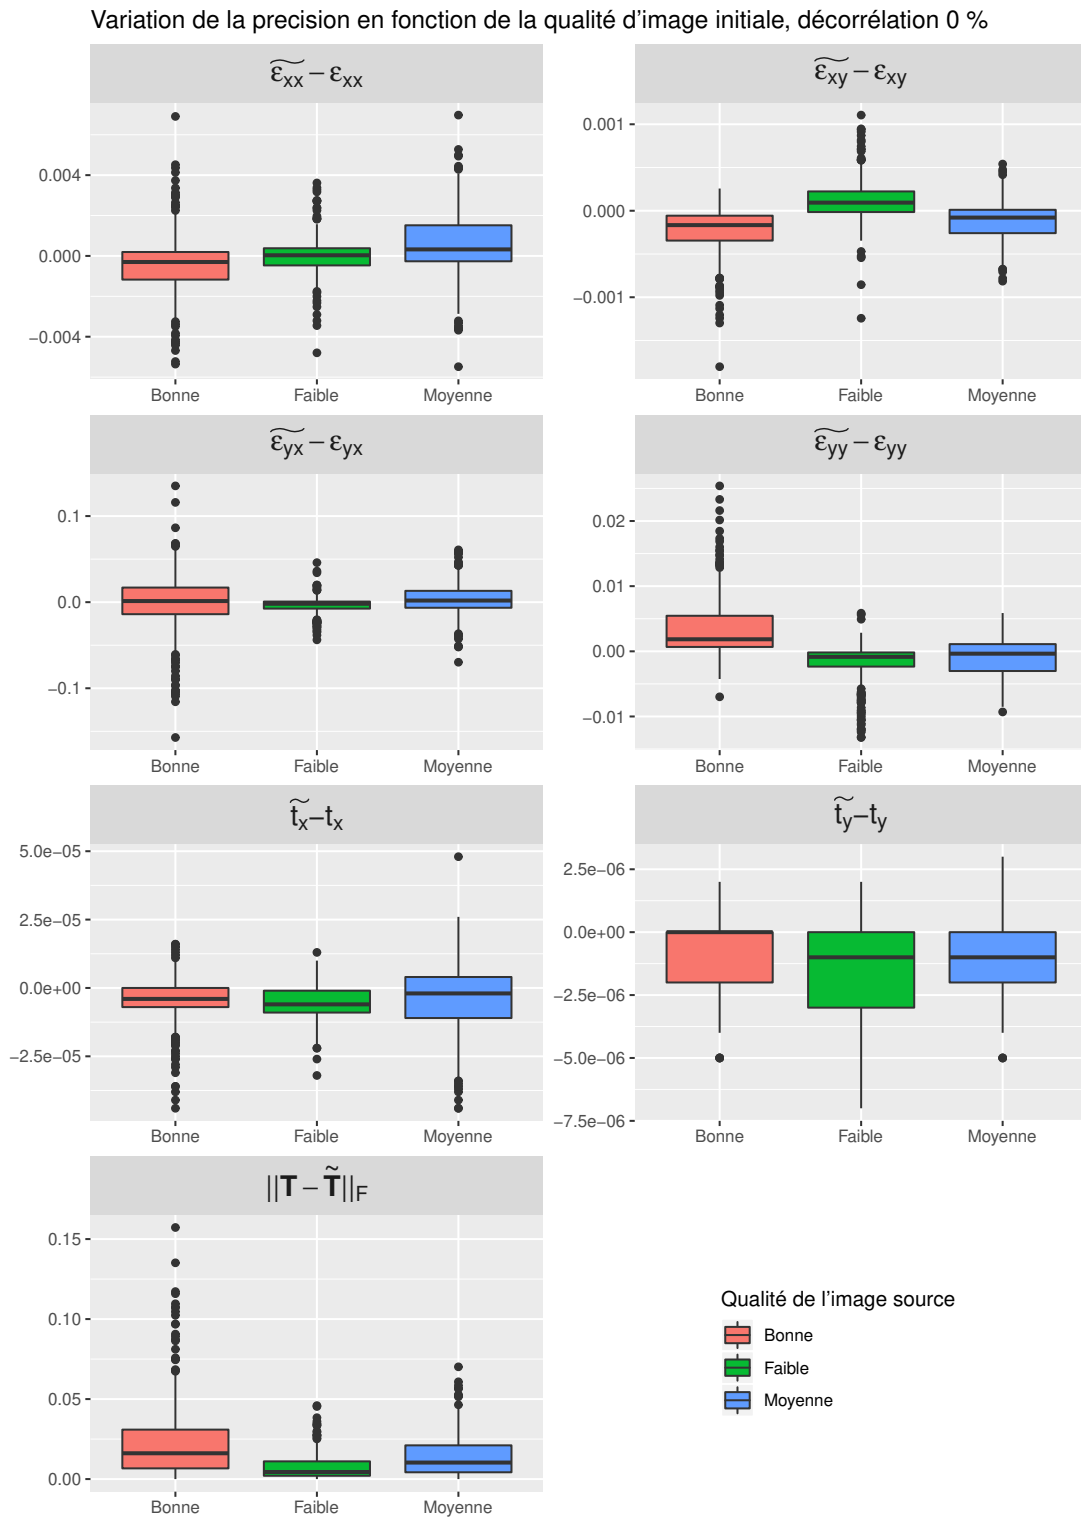 Variation de la precision en fonction de la qualité d'image initiale, décorrélation 0 %
ε̃xx − εxx
0.004
0.000
−0.004
Bonne Faible Moyenne
ε̃xy − εxy
0.001
0.000
−0.001
Bonne Faible Moyenne
ε̃yx − εyx
0.1
0.0
−0.1
Bonne Faible Moyenne
ε̃yy − εyy
0.02
0.01
0.00
−0.01
Bonne Faible Moyenne
t̃x−tx
5.0e−05
2.5e−05
0.0e+00
−2.5e−05
Bonne Faible Moyenne
t̃y−ty
2.5e−06
0.0e+00
−2.5e−06
−5.0e−06
−7.5e−06
Bonne Faible Moyenne
||T − T̃||F
0.15
0.10
0.05
0.00
Bonne Faible Moyenne
Qualité de l'image source
Bonne
Faible
Moyenne